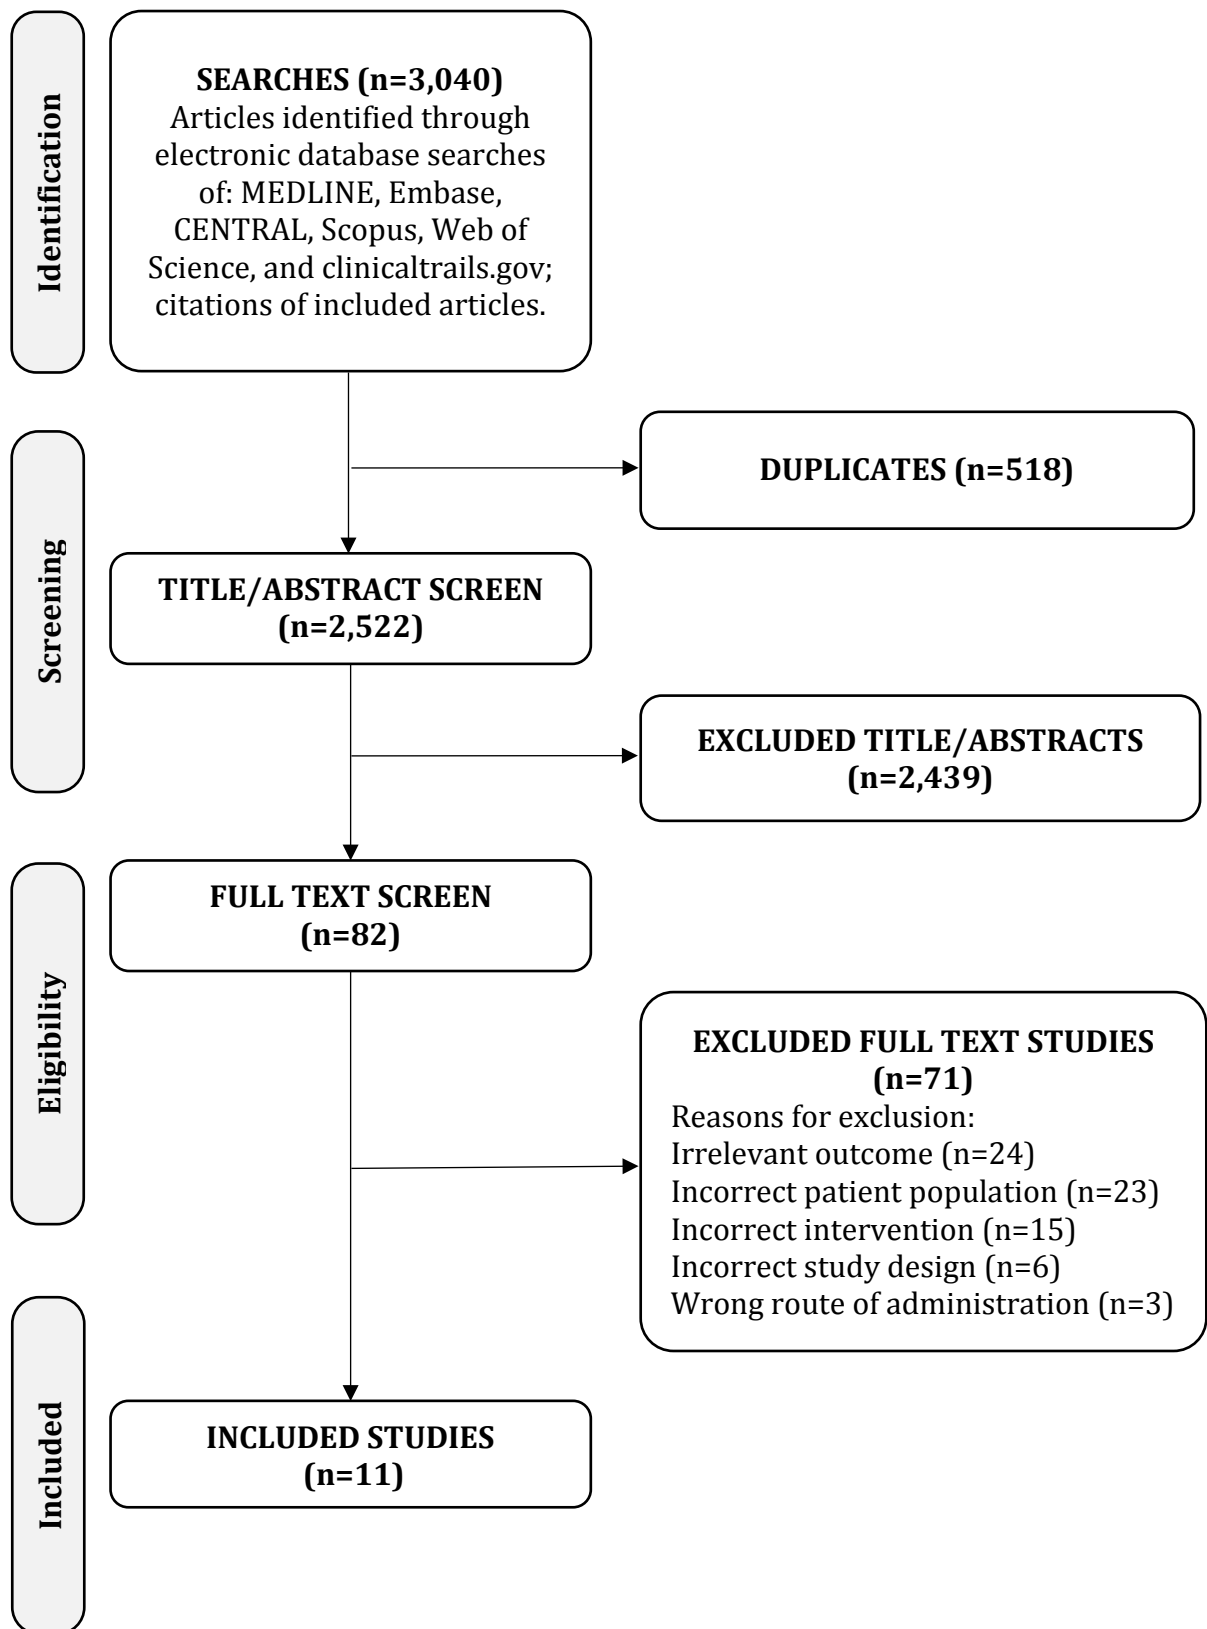 Identification
SEARCHES (n=3,040)
Articles identified through
electronic database searches
of: MEDLINE, Embase,
CENTRAL, Scopus, Web of
Science, and clinicaltrails.gov;
citations of included articles.
Screening
DUPLICATES (n=518)
TITLE/ABSTRACT SCREEN
(n=2,522)
EXCLUDED TITLE/ABSTRACTS
(n=2,439)
Eligibility
FULL TEXT SCREEN
(n=82)
EXCLUDED FULL TEXT STUDIES
(n=71)
Reasons for exclusion:
Irrelevant outcome (n=24)
Incorrect patient population (n=23)
Incorrect intervention (n=15)
Incorrect study design (n=6)
Wrong route of administration (n=3)
Included
INCLUDED STUDIES
(n=11)